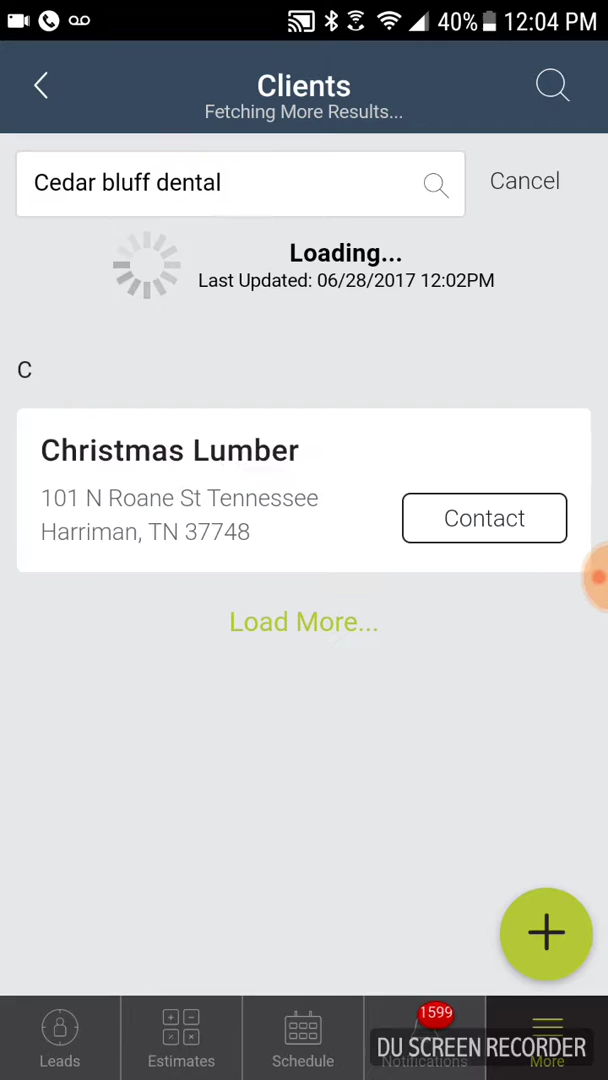 40% 12:04 PM
Clients
Fetching More Results...
Cedar bluff dental
Cancel
Loading...
Last Updated: 06/28/2017 12:02PM
C
Christmas Lumber
101 N Roane St Tennessee
Harriman, TN 37748
Contact
Load More...
1599
Leads
Estimates
Schedule
Notifications
More
DU SCREEN RECORDER